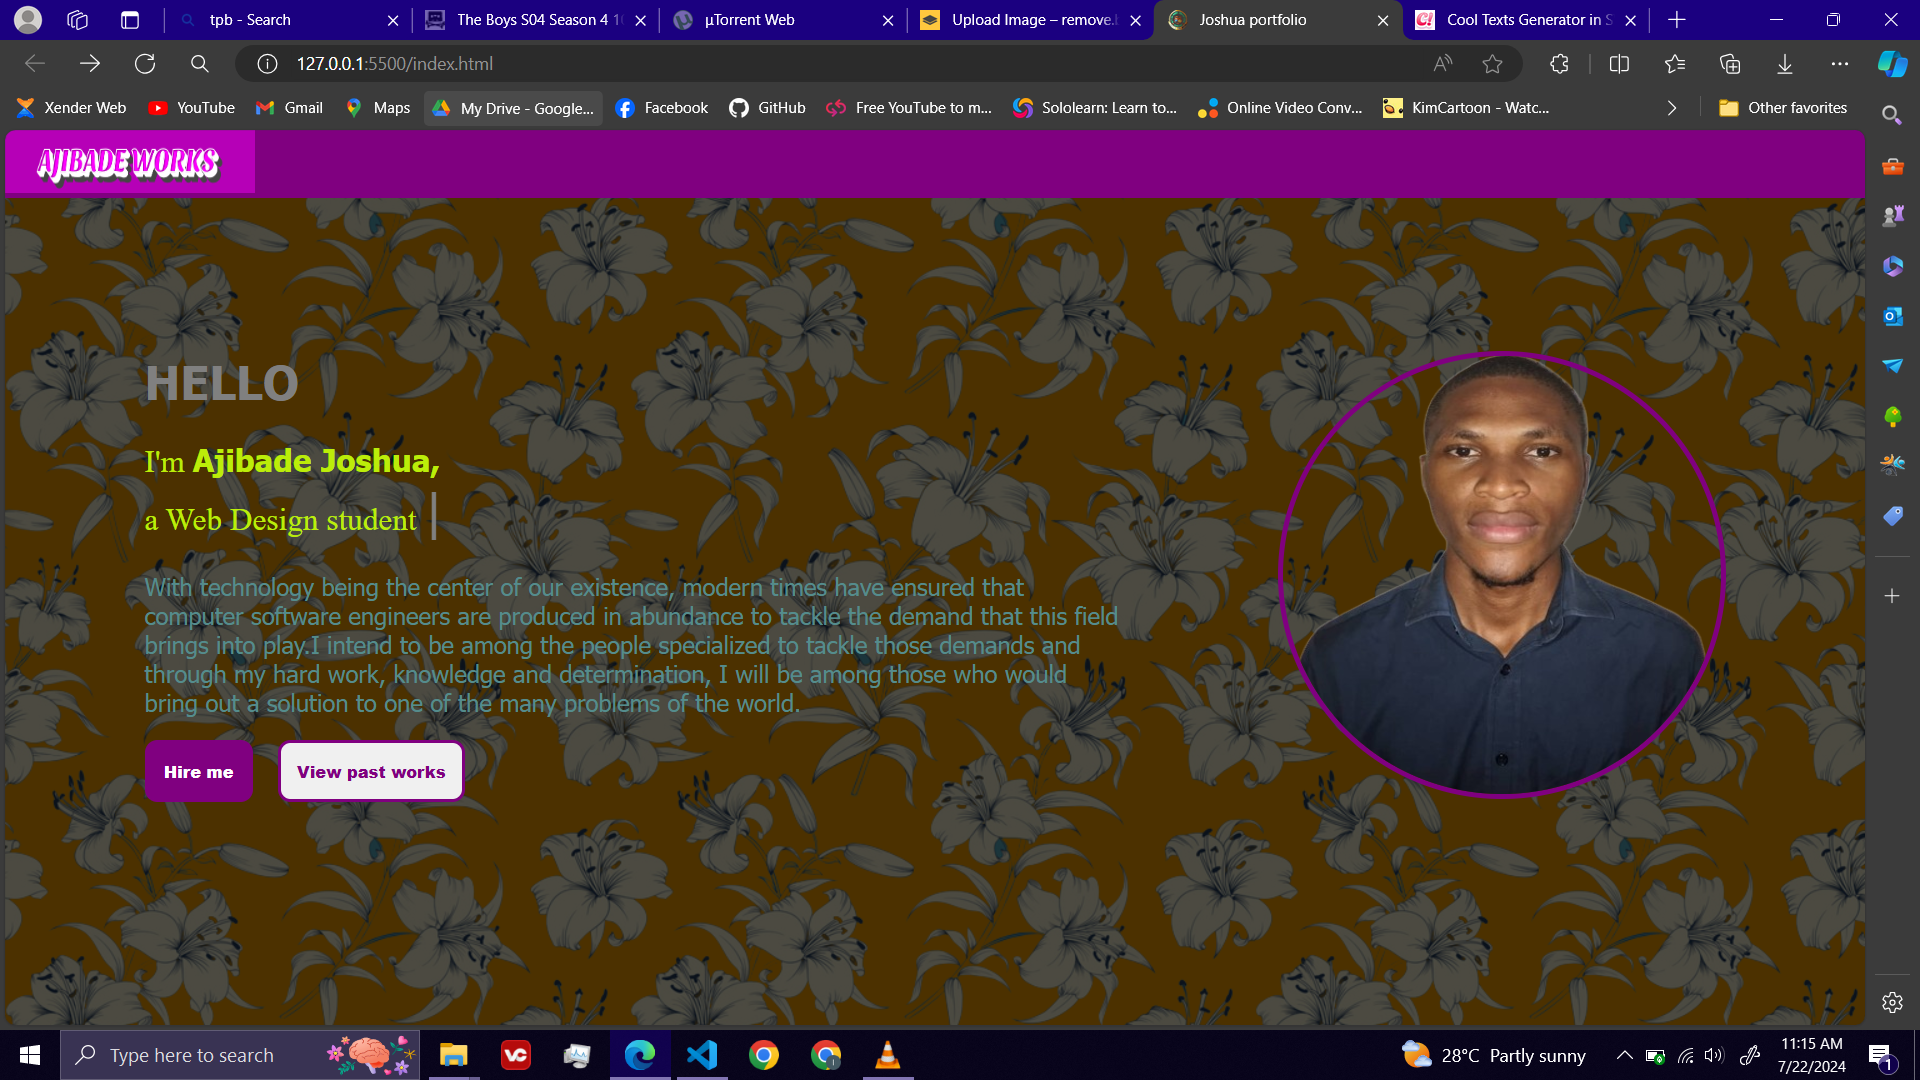 tpb - Search
The Boys S04 Season 4 1
µTorrent Web
Upload Image – remove.
Joshua portfolio
Cool Texts Generator in S
127.0.0.1:5500/index.html
Xender Web
YouTube
Gmail
Maps
My Drive - Google...
Facebook
GitHub
Free YouTube to m...
Sololearn: Learn to...
Online Video Conv...
KimCartoon - Watc...
Other favorites
AJIBADE WORKS
HELLO
I'm Ajibade Joshua,
a Web Design student
With technology being the center of our existence, modern times have ensured that
computer software engineers are produced in abundance to tackle the demand that this field
brings into play.I intend to be among the people specialized to tackle those demands and
through my hard work, knowledge and determination, I will be among those who would
bring out a solution to one of the many problems of the world.
Hire me
View past works
Type here to search
28°C Partly sunny
11:15 AM
7/22/2024
1